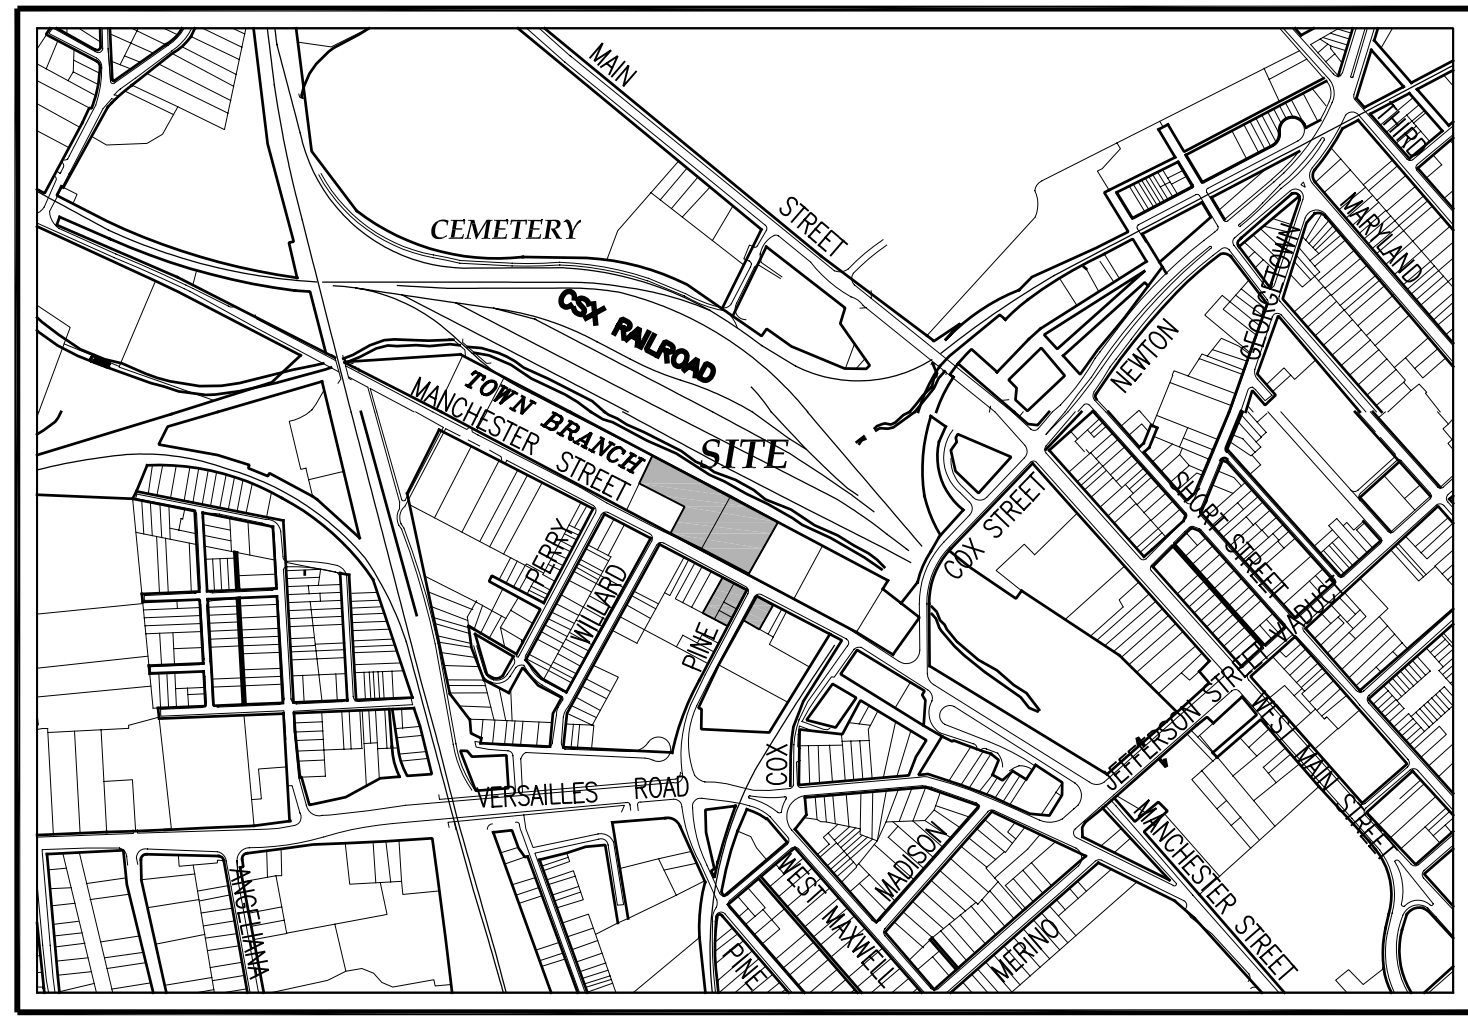 MAIN
THIRD
STREET
MARYLAND
CEMETERY
GEORGETOWN
CSX RAILROAD
NEWTON
TOWN BRANCH
MANCHESTER STREET
SITE
SHORT STREET
COX STREET
PERRY
WILLARD
PINE
VIADUCT
JEFFERSON STREET
WEST MAIN STREET
COX
VERSAILLES ROAD
MANCHESTER STREET
MADISON
WEST MAXWELL
ANGELIANA
MERINO
PINE